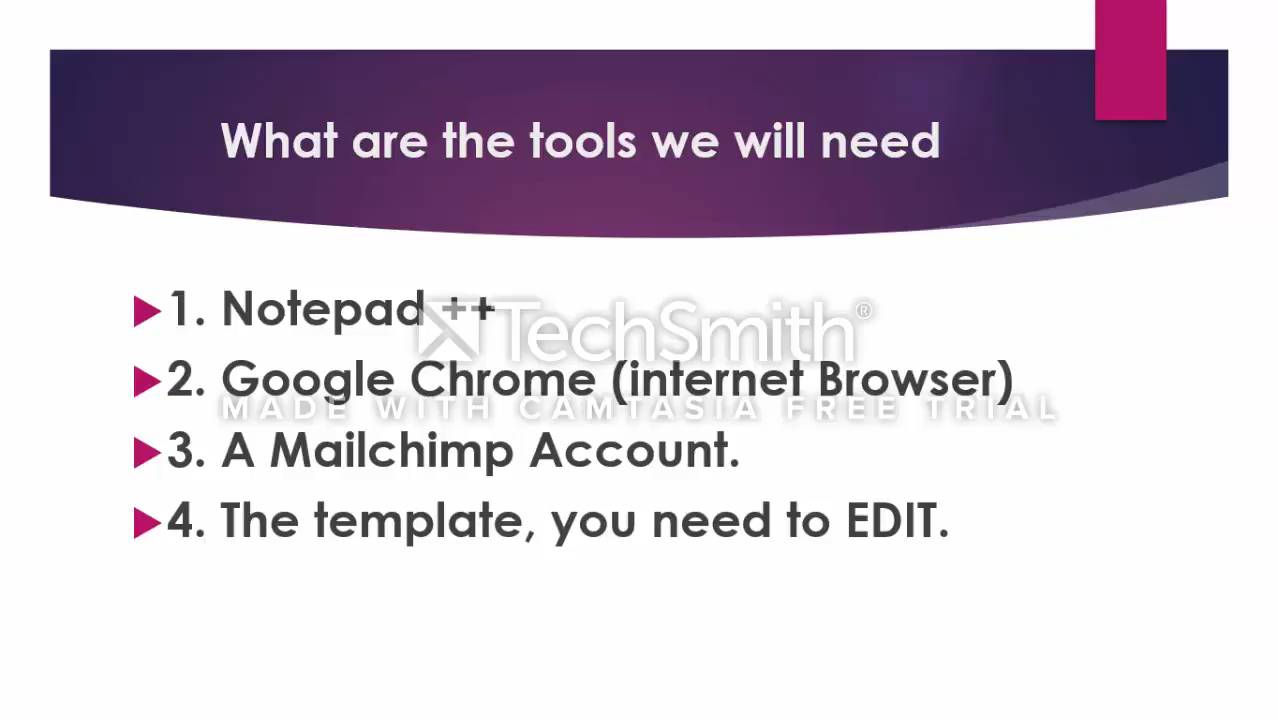 What are the tools we will need
1. Notepad ++
TechSmith®
2. Google Chrome (internet Browser)
MADE WITH CAMTASIA FREE TRIAL
3. A Mailchimp Account.
4. The template, you need to EDIT.